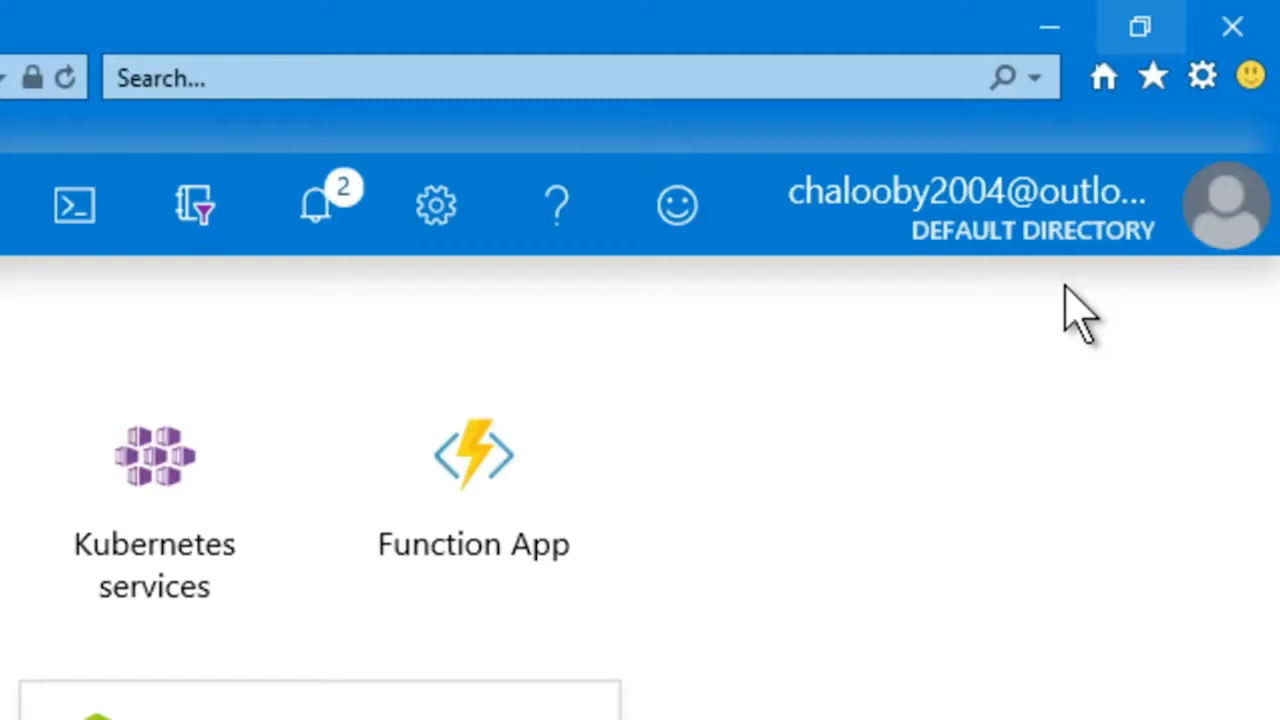 Search...
2
chalooby2004@outlo...
DEFAULT DIRECTORY
Kubernetes
services
Function App